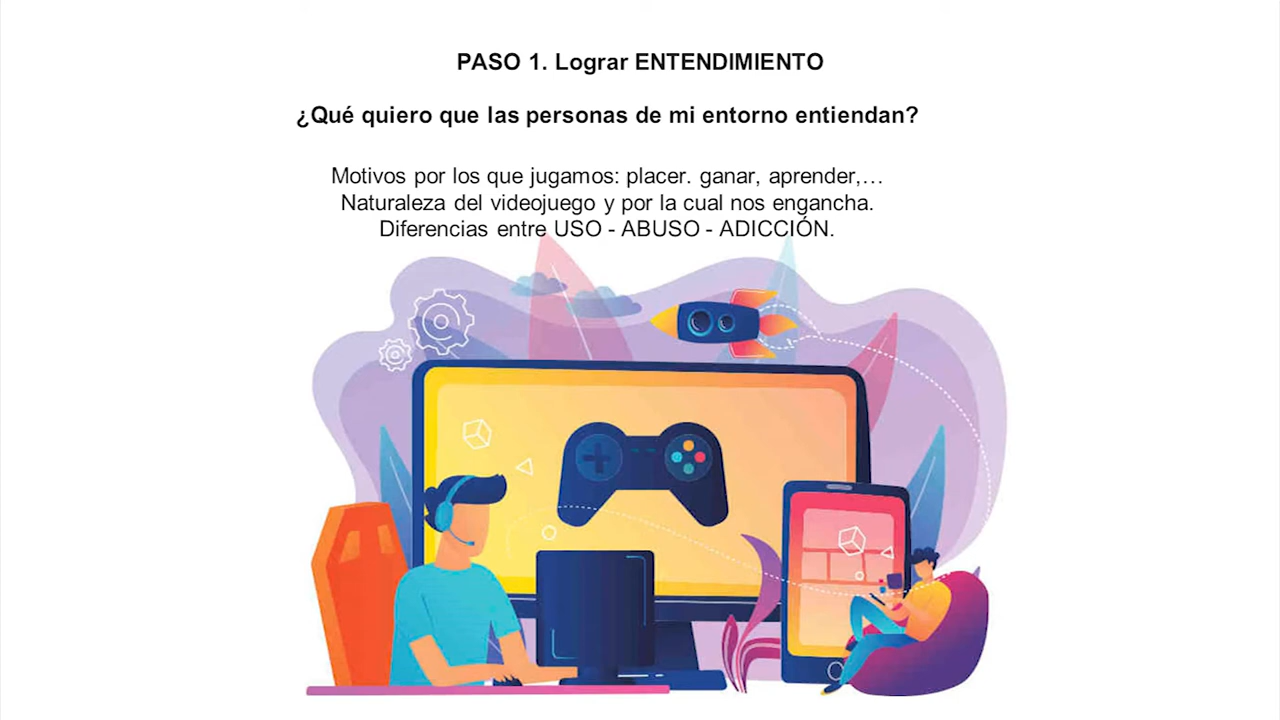 PASO 1. Lograr ENTENDIMIENTO
¿Qué quiero que las personas de mi entorno entiendan?
Motivos por los que jugamos: placer. ganar, aprender,…
Naturaleza del videojuego y por la cual nos engancha.
Diferencias entre USO - ABUSO - ADICCIÓN.